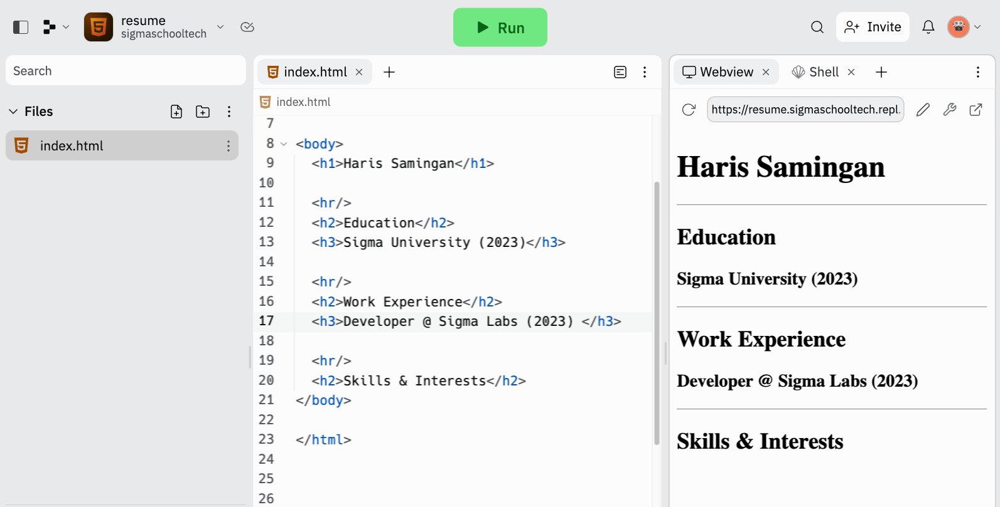 resume
sigmaschooltech
Run
Invite
Search
Files
index.html
index.html
index.html
7
8 <body>
9 <h1>Haris Samingan</h1>
10
11 <hr/>
12 <h2>Education</h2>
13 <h3>Sigma University (2023)</h3>
14
15 <hr/>
16 <h2>Work Experience</h2>
17 <h3>Developer @ Sigma Labs (2023) </h3>
18
19 <hr/>
20 <h2>Skills & Interests</h2>
21 </body>
22
23 </html>
24
25
26
Webview
Shell
https://resume.sigmaschooltech.repl.
Haris Samingan
Education
Sigma University (2023)
Work Experience
Developer @ Sigma Labs (2023)
Skills & Interests